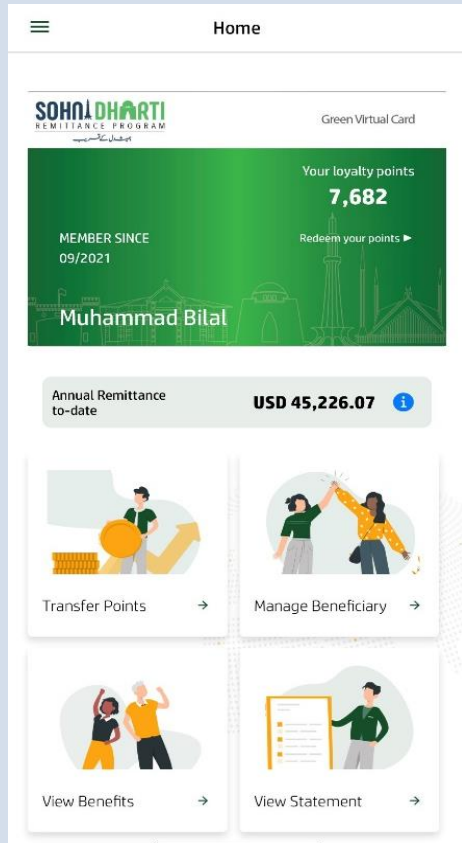 Home
SOHNI DHARTI
REMITTANCE PROGRAM
Green Virtual Card
Your loyalty points
7,682
Redeem your points ►
MEMBER SINCE
09/2021
Muhammad Bilal
Annual Remittance
to-date
USD 45,226.07
Transfer Points →
Manage Beneficiary →
View Benefits →
View Statement →